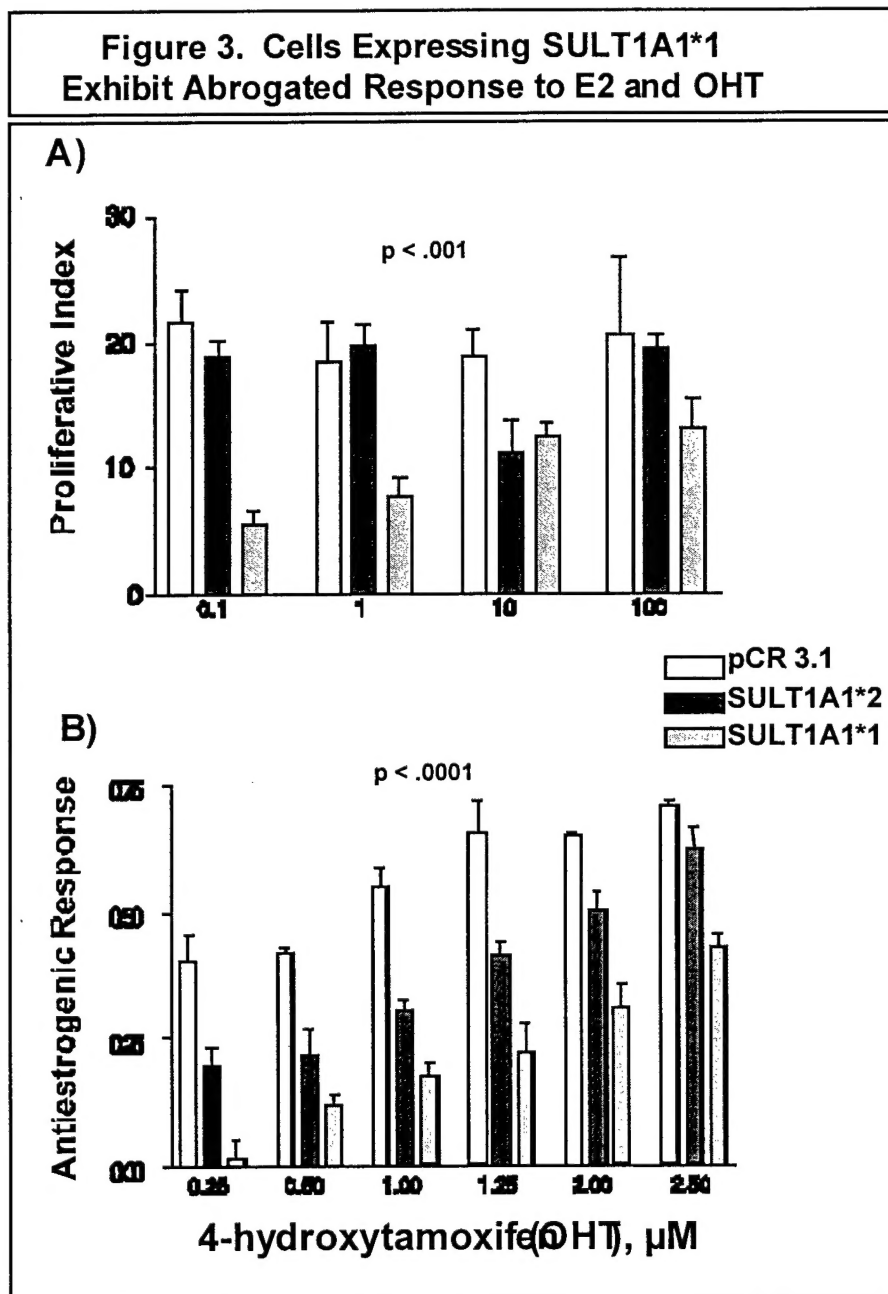 Figure 3. Cells Expressing SULT1A1*1
Exhibit Abrogated Response to E2 and OHT
A)
Proliferative Index
30
20
10
0
p < .001
0.1
1
10
100
pCR 3.1
SULT1A1*2
SULT1A1*1
B)
Antiestrogenic Response
0.75
0.50
0.25
0.00
p < .0001
0.25
0.50
1.00
1.25
2.00
2.50
4-hydroxytamoxifen(OHT), µM